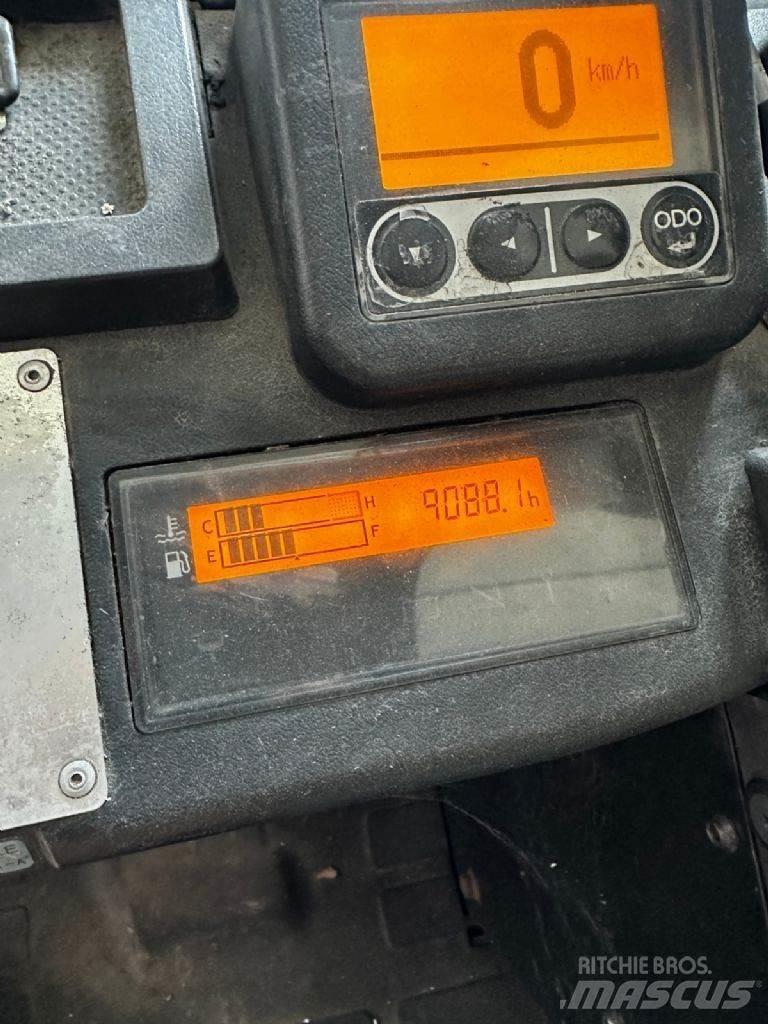 0 km/h
ODO
C H 9088.1h
E F
E
A
RITCHIE BROS.
MASCUS